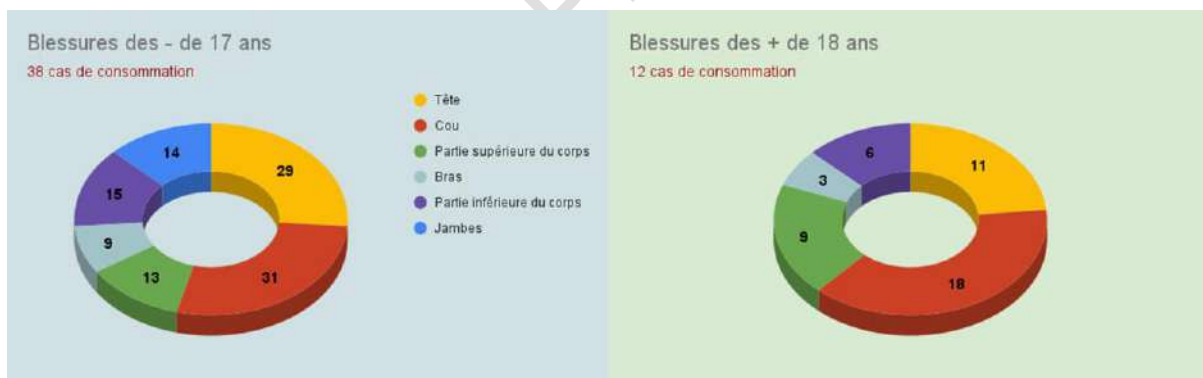 Blessures des - de 17 ans
38 cas de consommation
Tête
Cou
Partie supérieure du corps
Bras
Partie inférieure du corps
Jambes
14
29
15
9
13
31
Blessures des + de 18 ans
12 cas de consommation
6
11
3
9
18